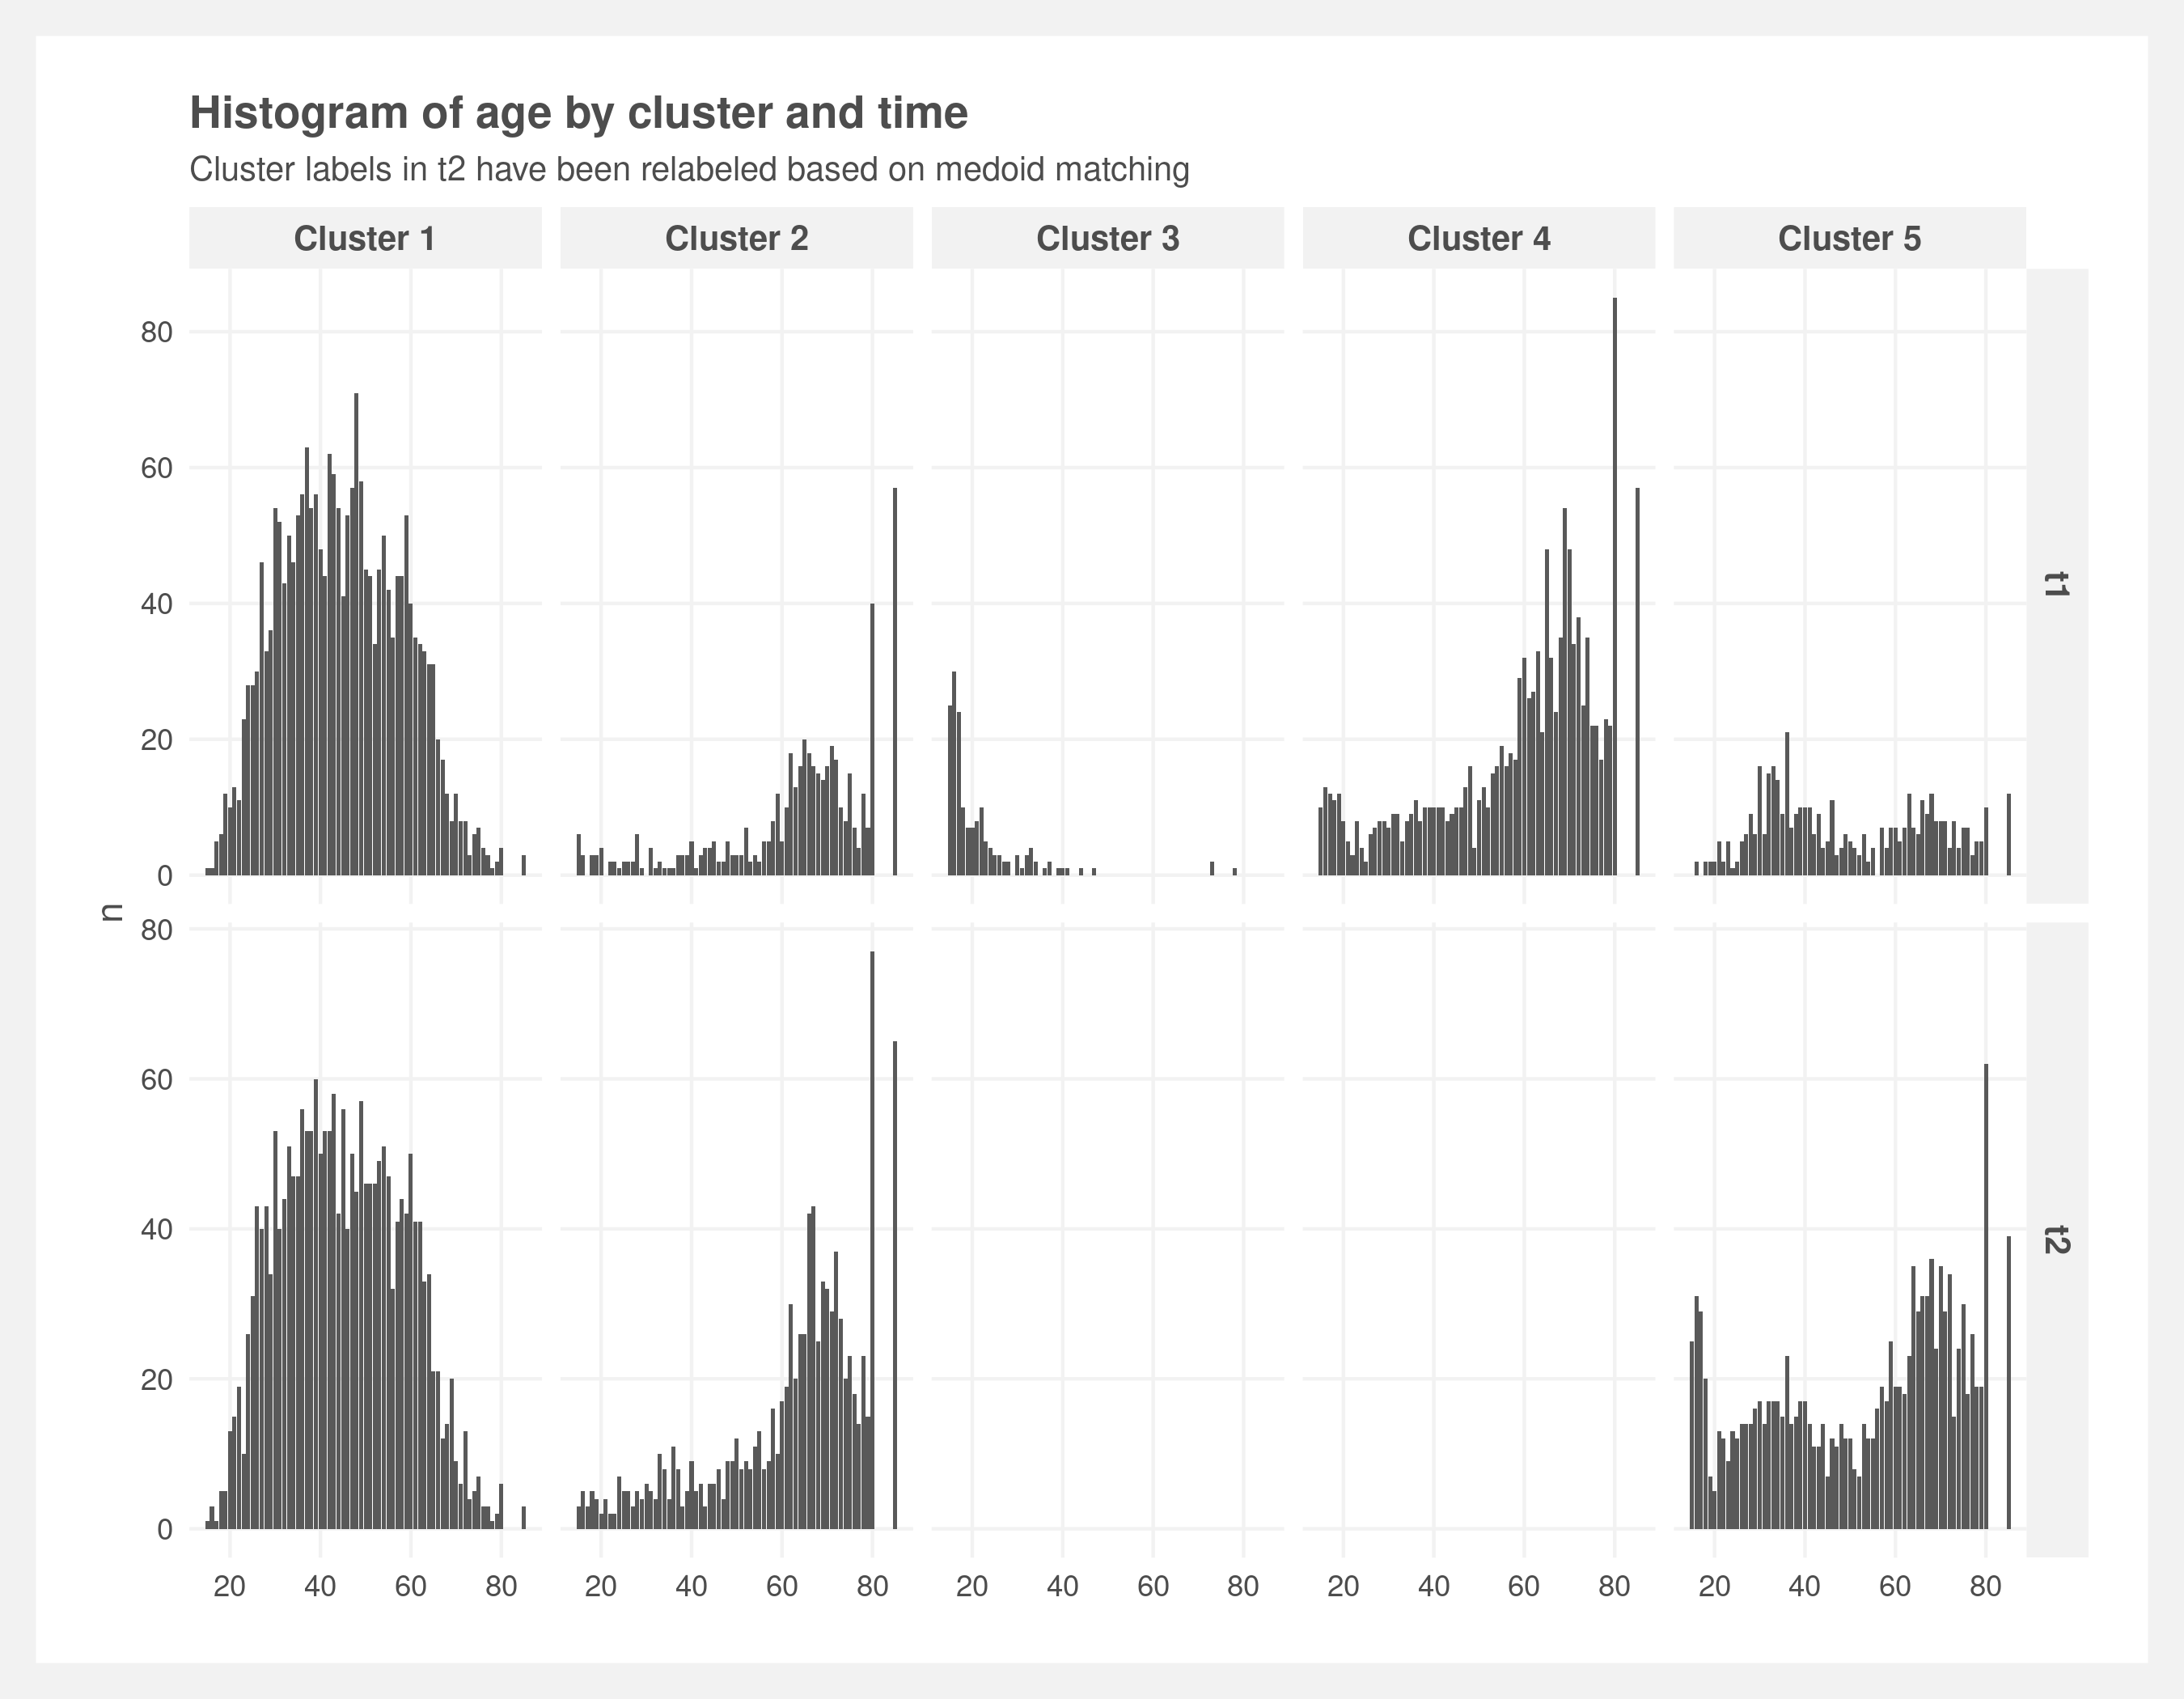 Histogram of age by cluster and time
Cluster labels in t2 have been relabeled based on medoid matching
Cluster 1 Cluster 2 Cluster 3 Cluster 4 Cluster 5
80
60
40
20
0
t1
n
80
60
40
20
0
t2
20 40 60 80 20 40 60 80 20 40 60 80 20 40 60 80 20 40 60 80